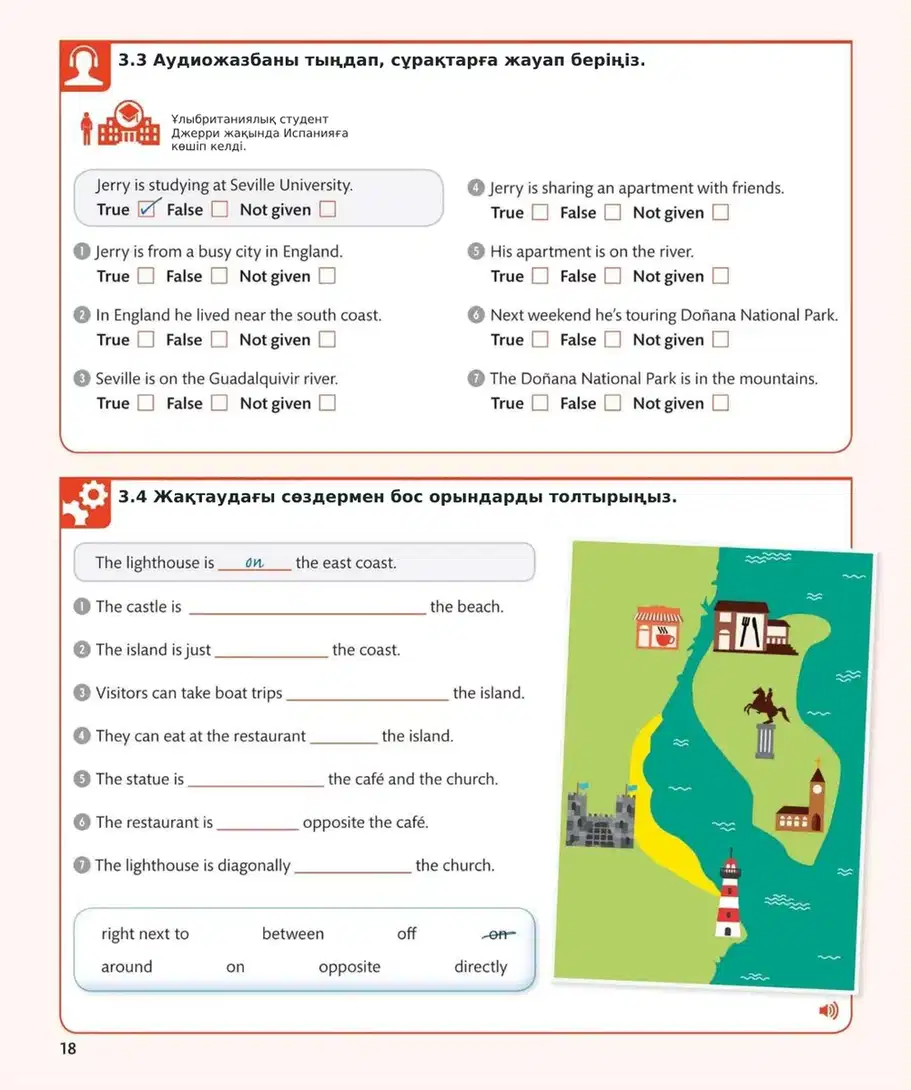 3.3 Аудиожазбаны тыңдап, сұрақтарға жауап беріңіз.
Ұлыбританиялық студент
Джерри жақында Испанияға
көшіп келді.
Jerry is studying at Seville University.
True False Not given
1 Jerry is from a busy city in England.
True False Not given
2 In England he lived near the south coast.
True False Not given
3 Seville is on the Guadalquivir river.
True False Not given
4 Jerry is sharing an apartment with friends.
True False Not given
5 His apartment is on the river.
True False Not given
6 Next weekend he's touring Doñana National Park.
True False Not given
7 The Doñana National Park is in the mountains.
True False Not given
3.4 Жақтаудағы сөздермен бос орындарды толтырыңыз.
The lighthouse is on the east coast.
1 The castle is ____ the beach.
2 The island is just ____ the coast.
3 Visitors can take boat trips ____ the island.
4 They can eat at the restaurant ____ the island.
5 The statue is ____ the café and the church.
6 The restaurant is ____ opposite the café.
7 The lighthouse is diagonally ____ the church.
right next to between off on
around on opposite directly
18